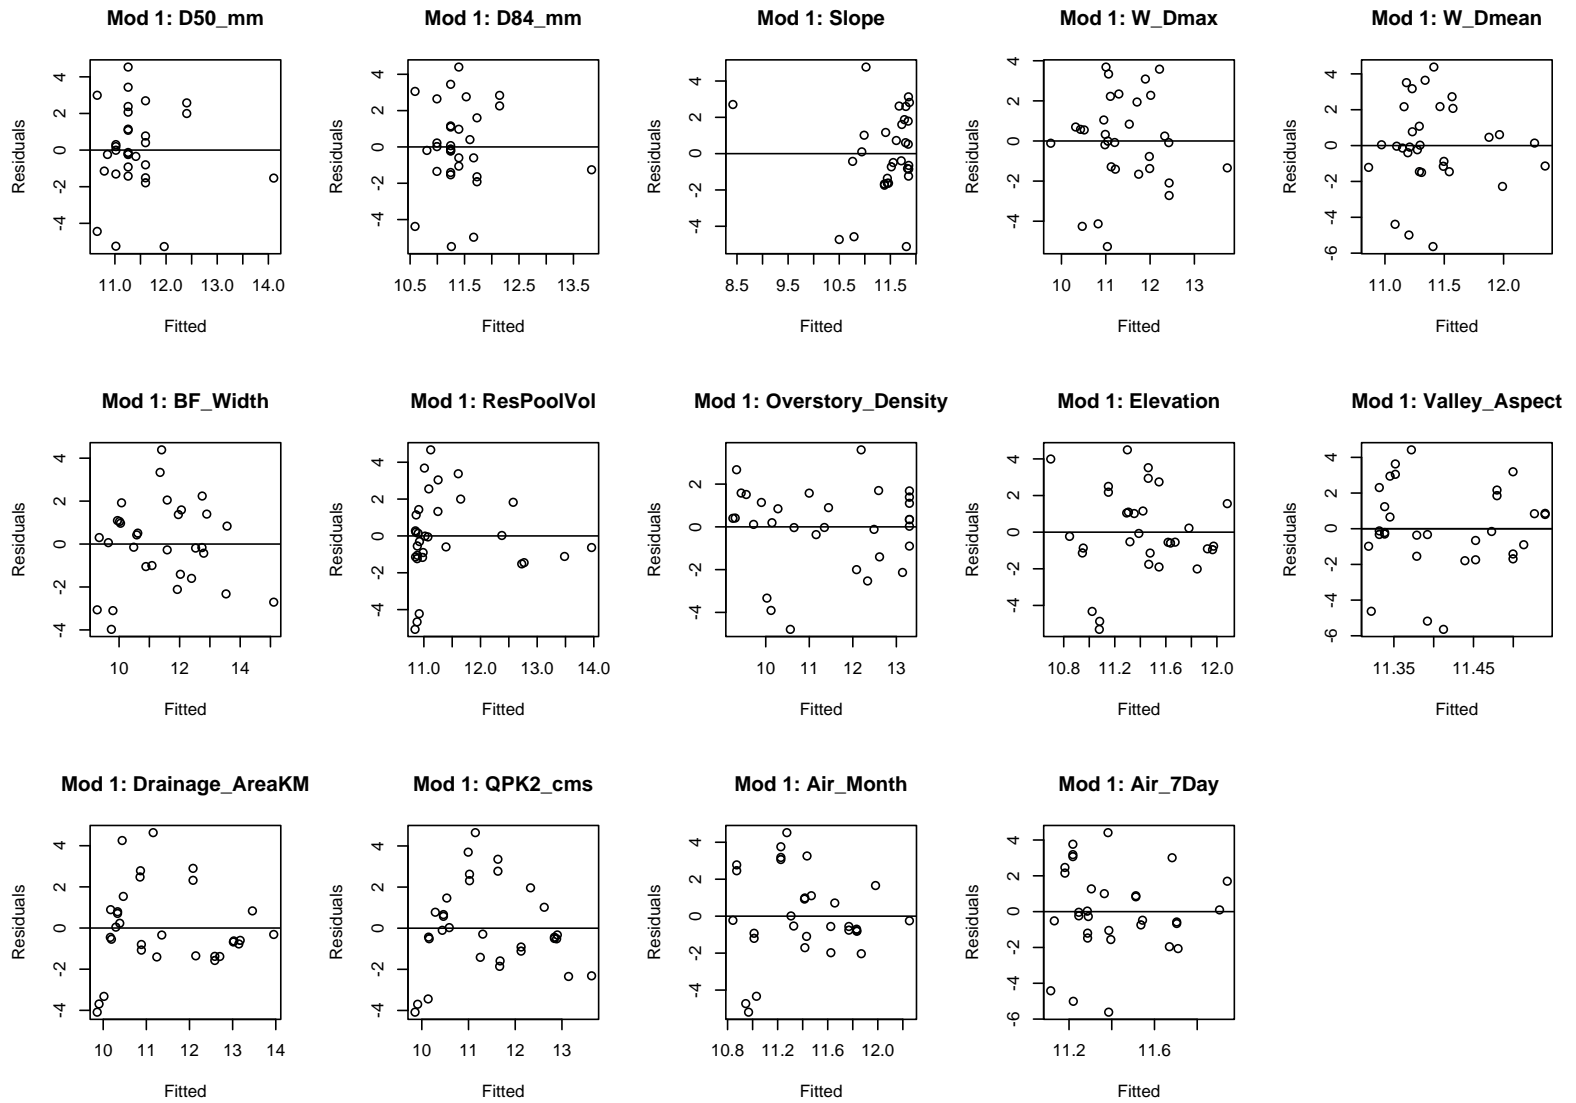 Mod 1: D50_mm
Residuals
4
2
0
-2
-4
11.0 12.0 13.0 14.0
Fitted
Mod 1: D84_mm
Residuals
4
2
0
-2
-4
10.5 11.5 12.5 13.5
Fitted
Mod 1: Slope
Residuals
4
2
0
-2
-4
8.5 9.5 10.5 11.5
Fitted
Mod 1: W_Dmax
Residuals
4
2
0
-2
-4
10 11 12 13
Fitted
Mod 1: W_Dmean
Residuals
4
2
0
-2
-4
-6
11.0 11.5 12.0
Fitted
Mod 1: BF_Width
Residuals
4
2
0
-2
-4
10 12 14
Fitted
Mod 1: ResPoolVol
Residuals
4
2
0
-2
-4
11.0 12.0 13.0 14.0
Fitted
Mod 1: Overstory_Density
Residuals
2
0
-2
-4
10 11 12 13
Fitted
Mod 1: Elevation
Residuals
4
2
0
-2
-4
10.8 11.2 11.6 12.0
Fitted
Mod 1: Valley_Aspect
Residuals
4
2
0
-2
-4
-6
11.35 11.45
Fitted
Mod 1: Drainage_AreaKM
Residuals
4
2
0
-2
-4
10 11 12 13 14
Fitted
Mod 1: QPK2_cms
Residuals
4
2
0
-2
-4
10 11 12 13
Fitted
Mod 1: Air_Month
Residuals
4
2
0
-2
-4
10.8 11.2 11.6 12.0
Fitted
Mod 1: Air_7Day
Residuals
4
2
0
-2
-4
-6
11.2 11.6
Fitted